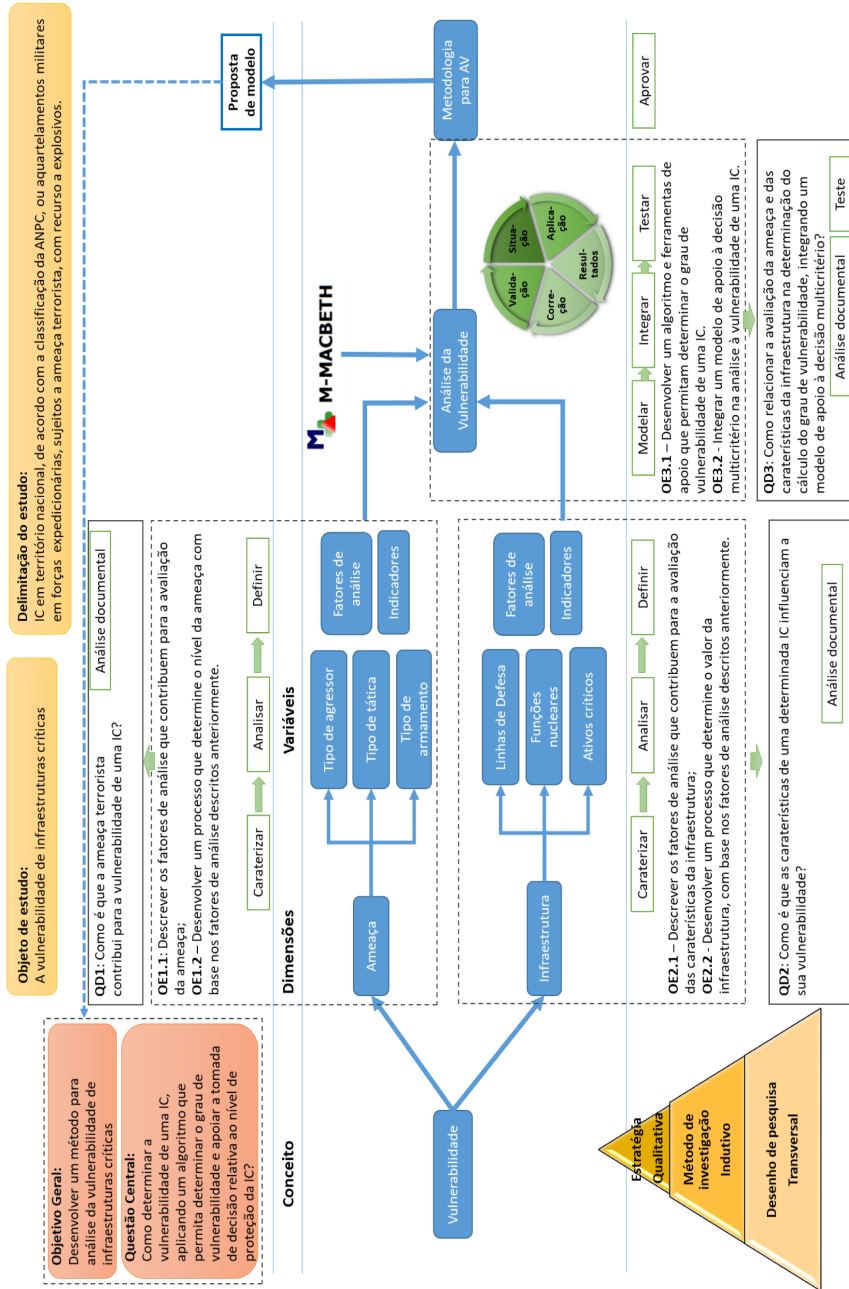 Objetivo Geral:
Desenvolver um método para
análise da vulnerabilidade de
infraestruturas críticas
Questão Central:
Como determinar a
vulnerabilidade de uma IC,
aplicando um algoritmo que
permita determinar o grau de
vulnerabilidade e apoiar a tomada
de decisão relativa ao nível de
proteção da IC?
Objeto de estudo:
A vulnerabilidade de infraestruturas críticas
Delimitação do estudo:
IC em território nacional, de acordo com a classificação da ANPC, ou aquartelamentos militares
em forças expedicionárias, sujeitos a ameaça terrorista, com recurso a explosivos.
QD1: Como é que a ameaça terrorista
contribui para a vulnerabilidade de uma IC?
Análise documental
OE1.1: Descrever os fatores de análise que contribuem para a avaliação
da ameaça;
OE1.2 – Desenvolver um processo que determine o nível da ameaça com
base nos fatores de análise descritos anteriormente.
Caraterizar
Analisar
Definir
Proposta
de modelo
Conceito
Dimensões
Variáveis
Vulnerabilidade
Ameaça
Tipo de agressor
Tipo de tática
Tipo de
armamento
Fatores de
análise
Indicadores
M-MACBETH
Infraestrutura
Linhas de Defesa
Funções
nucleares
Ativos críticos
Fatores de
análise
Indicadores
Análise da
Vulnerabilidade
Metodologia
para AV
Situa-
ção
Aplica-
ção
Resul-
tados
Corre-
ção
Valida-
ção
Caraterizar
Analisar
Definir
Modelar
Integrar
Testar
Aprovar
OE2.1 – Descrever os fatores de análise que contribuem para a avaliação
das caraterísticas da infraestrutura;
OE2.2 - Desenvolver um processo que determine o valor da
infraestrutura, com base nos fatores de análise descritos anteriormente.
OE3.1 – Desenvolver um algoritmo e ferramentas de
apoio que permitam determinar o grau de
vulnerabilidade de uma IC.
OE3.2 - Integrar um modelo de apoio à decisão
multicritério na análise à vulnerabilidade de uma IC.
QD2: Como é que as caraterísticas de uma determinada IC influenciam a
sua vulnerabilidade?
Análise documental
QD3: Como relacionar a avaliação da ameaça e das
caraterísticas da infraestrutura na determinação do
cálculo do grau de vulnerabilidade, integrando um
modelo de apoio à decisão multicritério?
Análise documental
Teste
Estratégia
Qualitativa
Método de
investigação
Indutivo
Desenho de pesquisa
Transversal